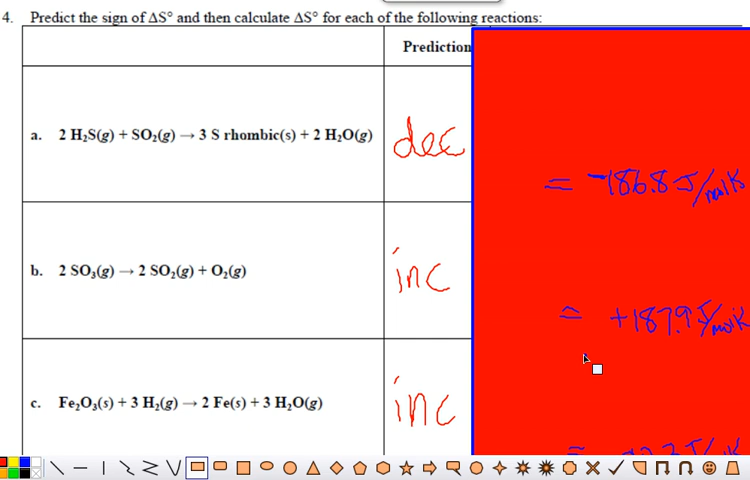 4. Predict the sign of ΔS° and then calculate ΔS° for each of the following reactions:
Prediction
a. 2 H₂S(g) + SO₂(g) → 3 S rhombic(s) + 2 H₂O(g)
dec
= -186.8 J/molK
b. 2 SO₃(g) → 2 SO₂(g) + O₂(g)
inc
= +187.9 J/molK
c. Fe₂O₃(s) + 3 H₂(g) → 2 Fe(s) + 3 H₂O(g)
inc